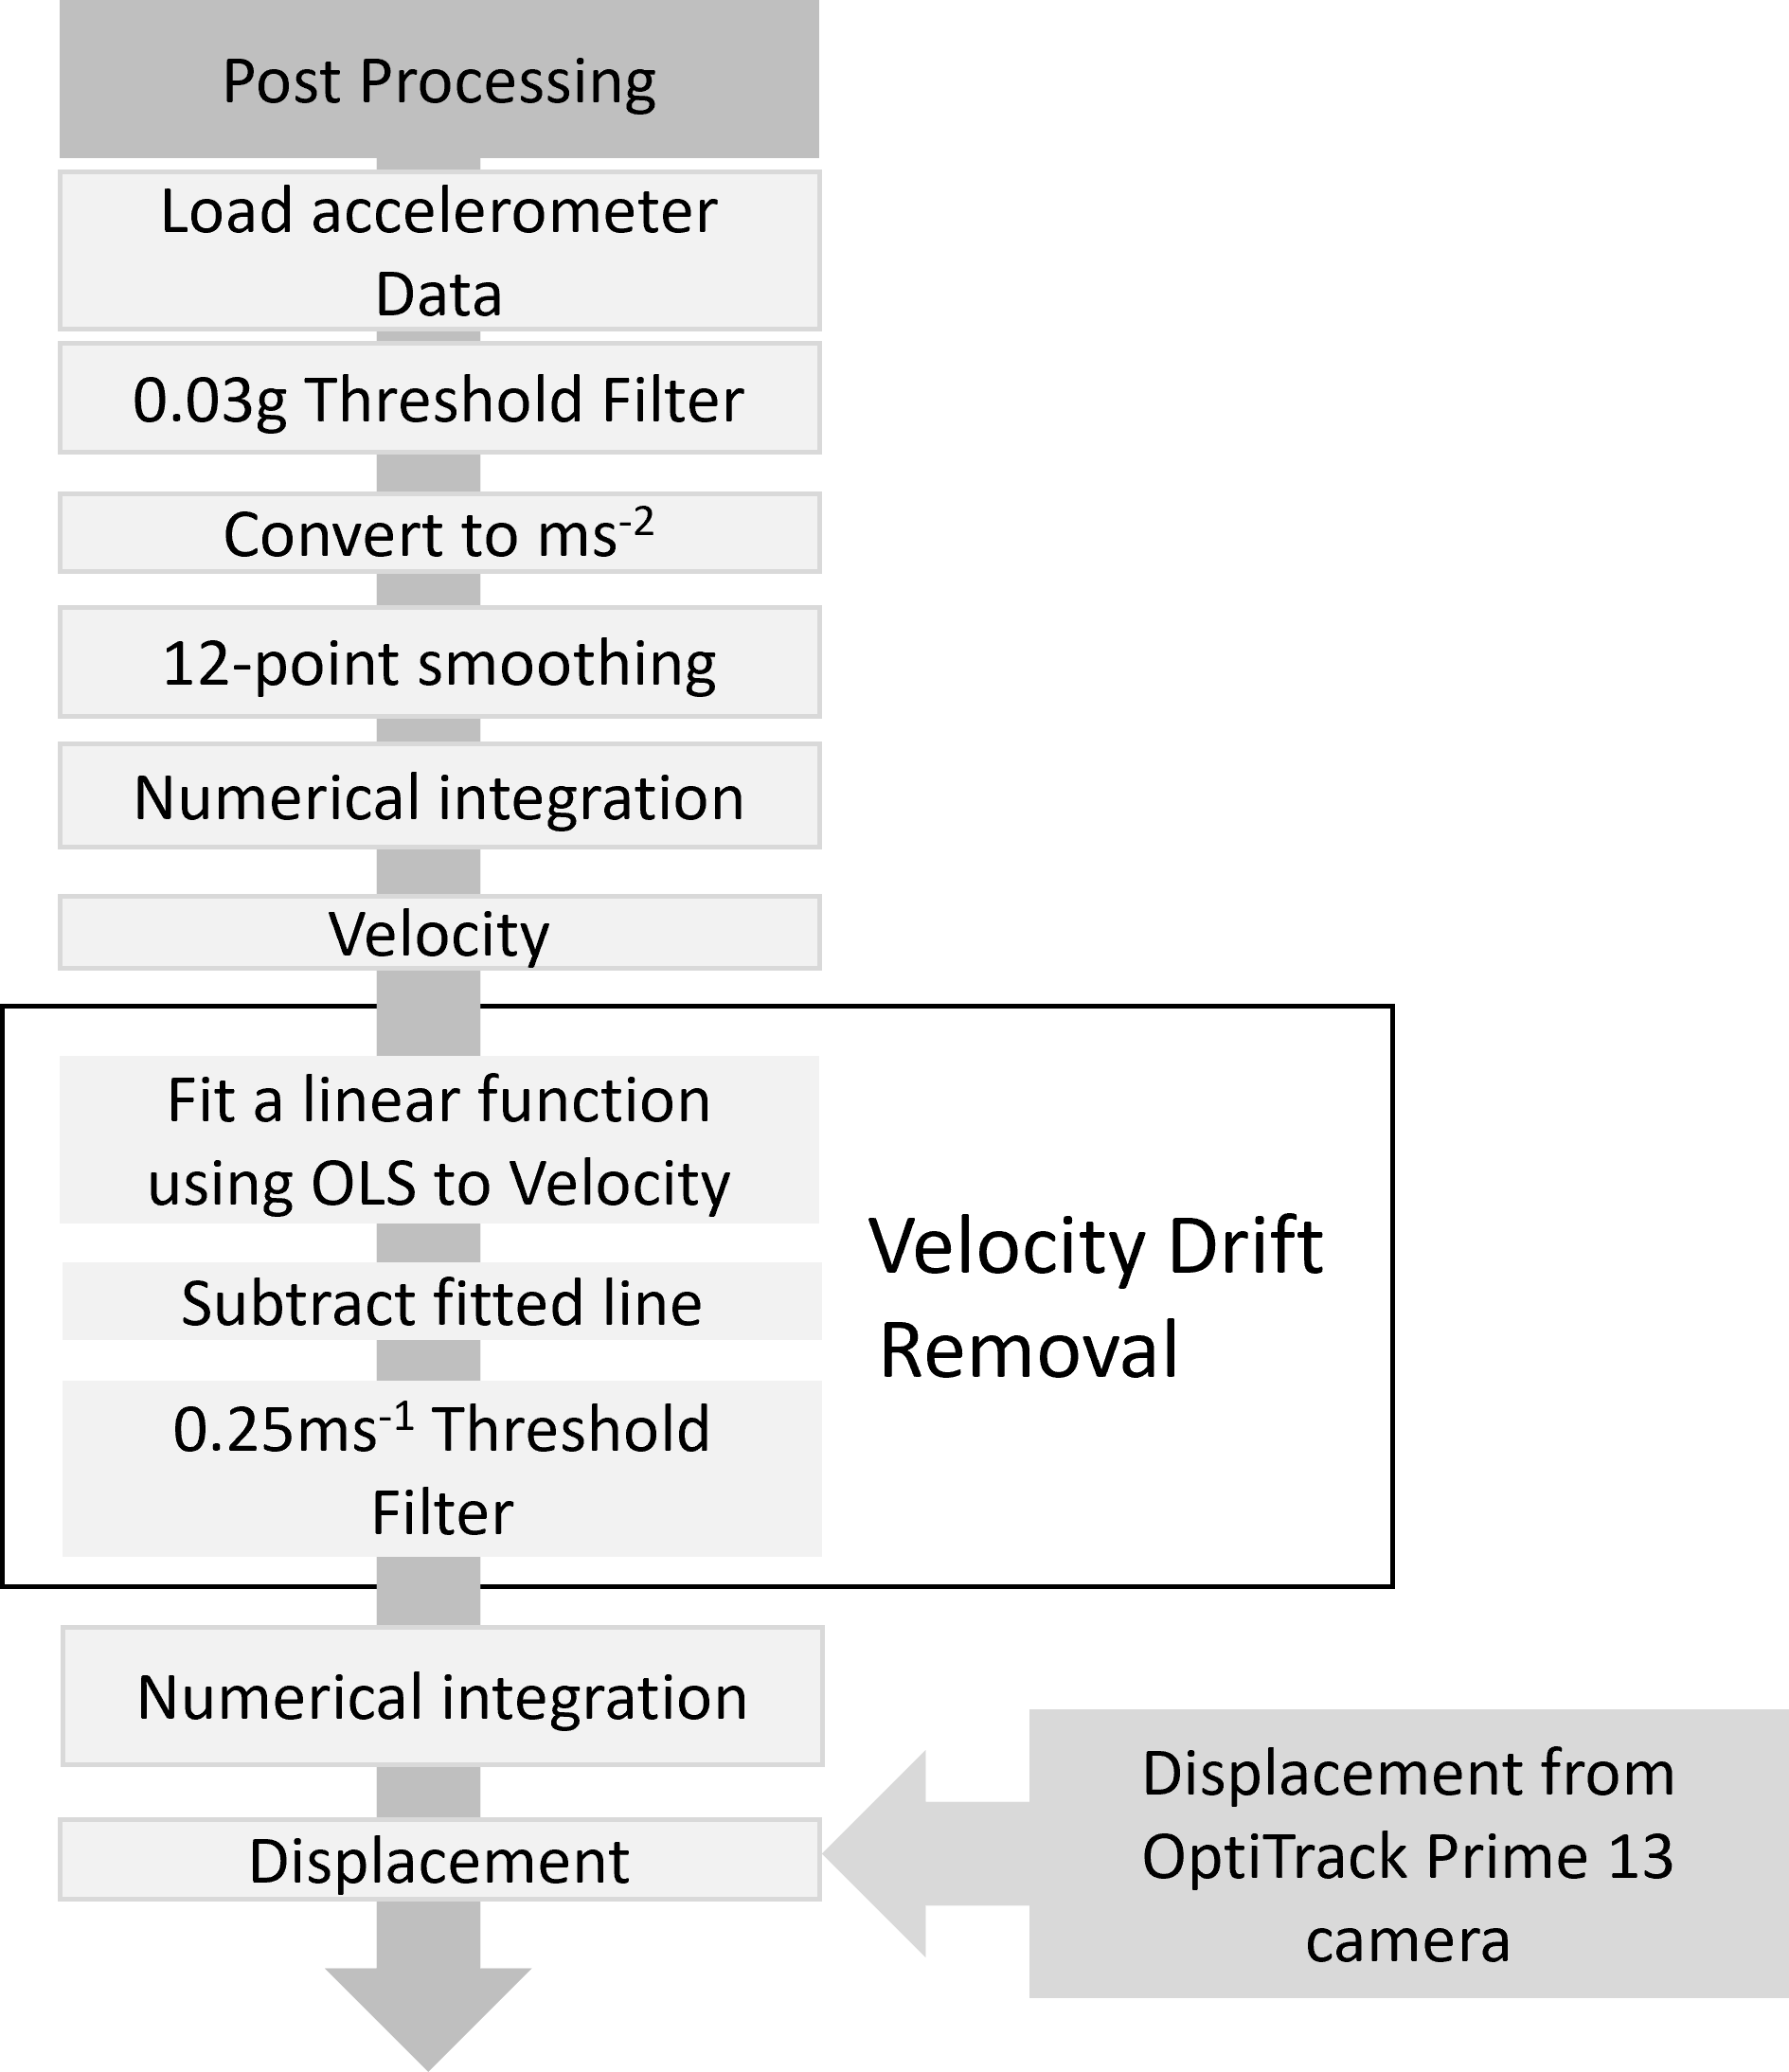 Post Processing
Load accelerometer
Data
0.03g Threshold Filter
Convert to ms⁻²
12-point smoothing
Numerical integration
Velocity
Fit a linear function
using OLS to Velocity
Subtract fitted line
0.25ms⁻¹ Threshold
Filter
Velocity Drift
Removal
Numerical integration
Displacement
Displacement from
OptiTrack Prime 13
camera